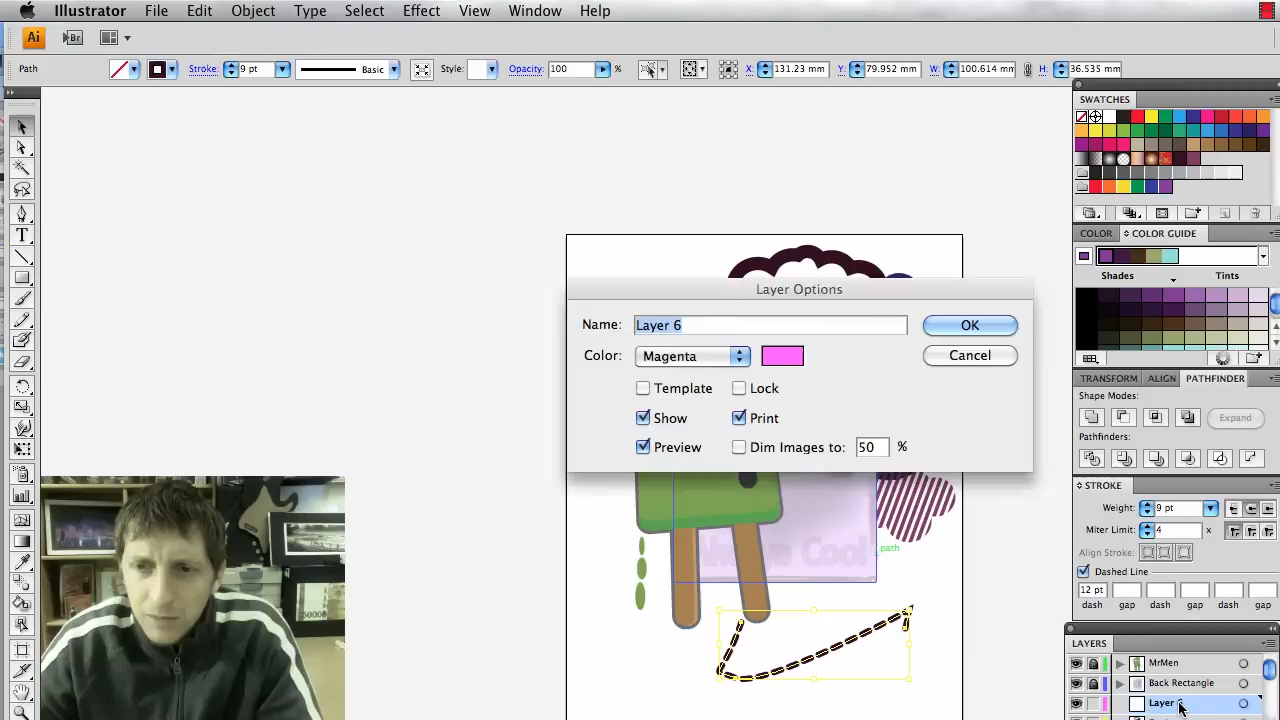 Illustrator File Edit Object Type Select Effect View Window Help
Ai Br
Path Stroke: 9 pt Basic Style: Opacity: 100 % X: 131.23 mm Y: 79.952 mm W: 100.614 mm H: 36.535 mm
SWATCHES
COLOR COLOR GUIDE
Shades Tints
TRANSFORM ALIGN PATHFINDER
Shape Modes:
Expand
Pathfinders:
STROKE
Weight: 9 pt
Miter Limit: 4 x
Align Stroke:
Dashed Line
12 pt
dash gap dash gap dash gap
LAYERS
MrMen
Back Rectangle
Layer 6
Layer Options
Name: Layer 6 OK
Color: Magenta Cancel
Template Lock
Show Print
Preview Dim Images to: 50 %
Cool
path
T